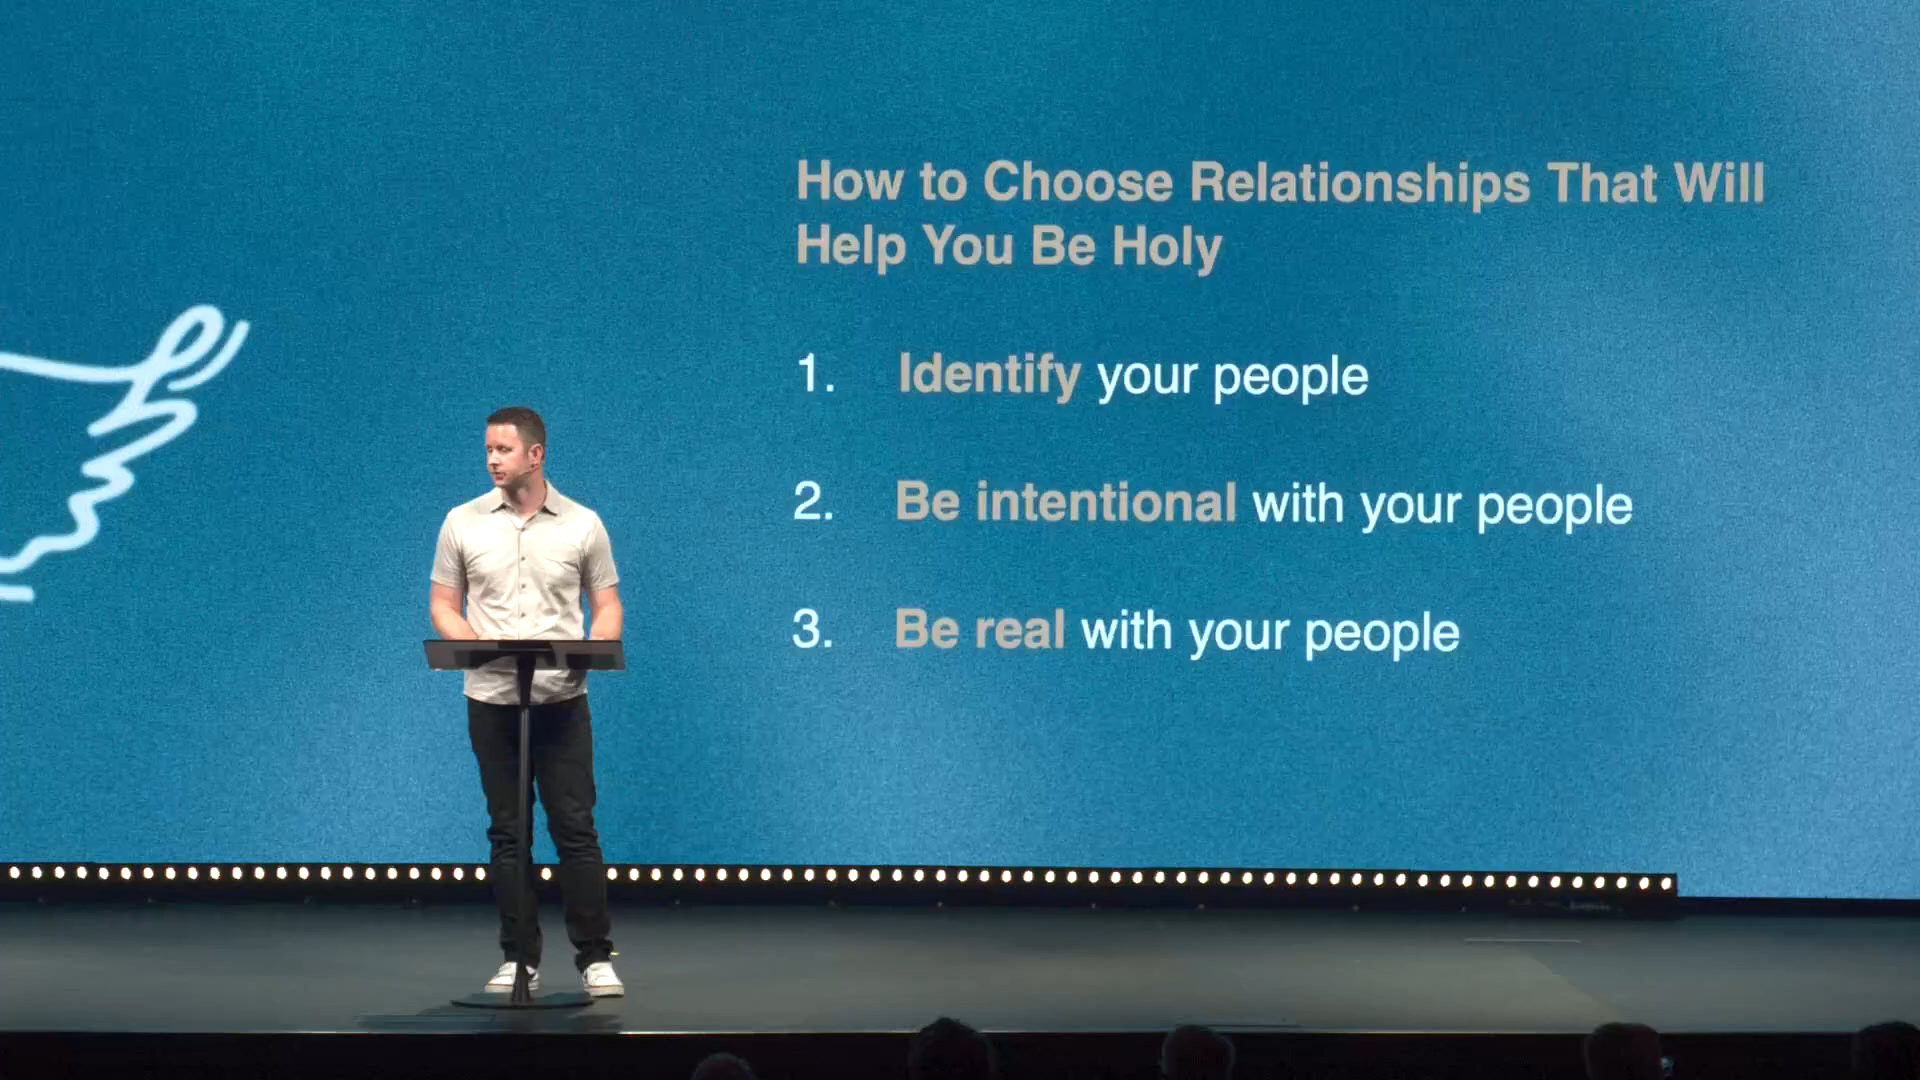 How to Choose Relationships That Will
Help You Be Holy
1. Identify your people
2. Be intentional with your people
3. Be real with your people